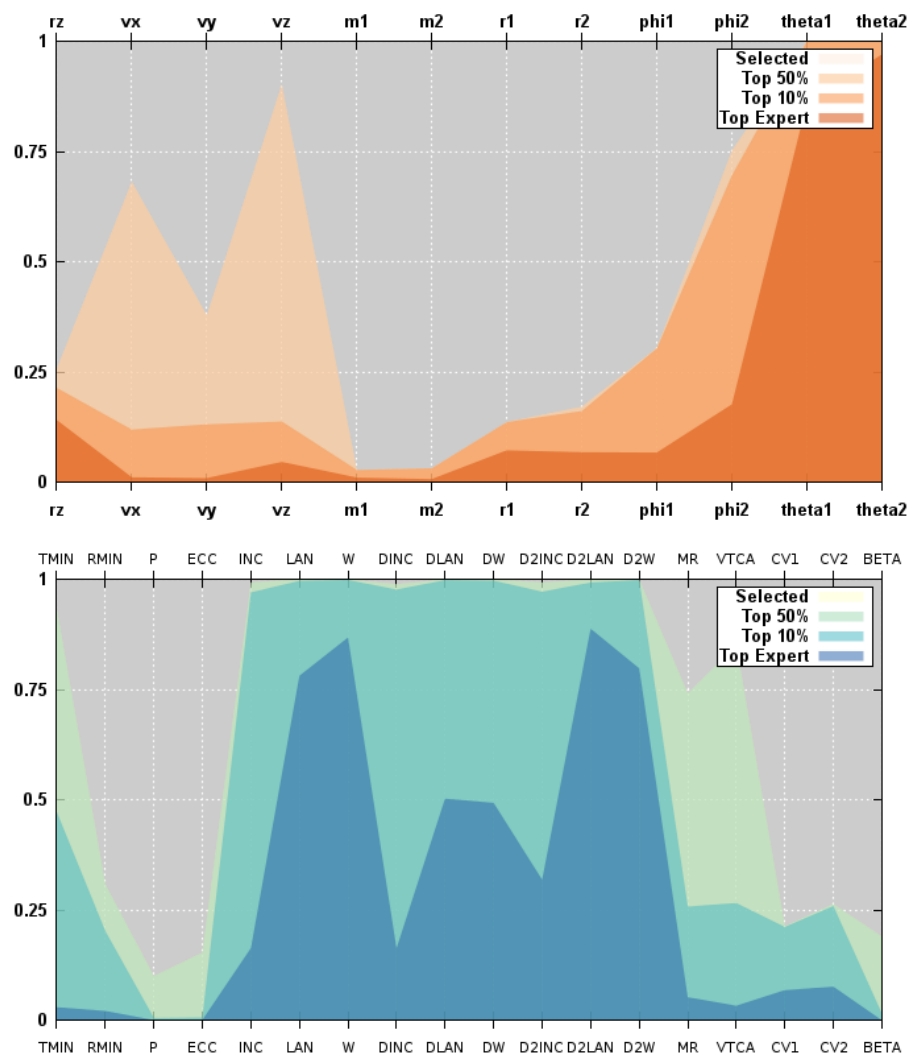 rz vx vy vz m1 m2 r1 r2 phi1 phi2 theta1 theta2
1
Selected
Top 50%
Top 10%
Top Expert
0.75
0.5
0.25
0
rz vx vy vz m1 m2 r1 r2 phi1 phi2 theta1 theta2
TMIN RMIN P ECC INC LAN W DINC DLAN DW D2INC D2LAN D2W MR VTCA CV1 CV2 BETA
1
Selected
Top 50%
Top 10%
Top Expert
0.75
0.5
0.25
0
TMIN RMIN P ECC INC LAN W DINC DLAN DW D2INC D2LAN D2W MR VTCA CV1 CV2 BETA